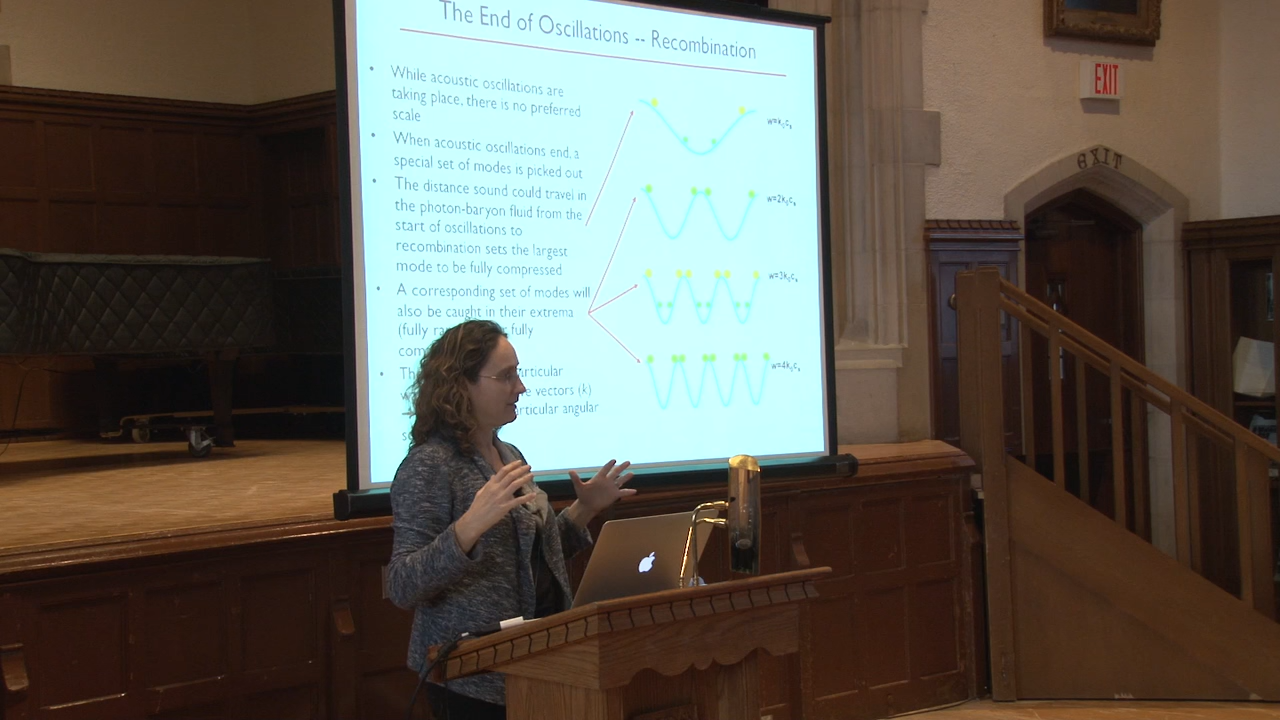 The End of Oscillations -- Recombination
• While acoustic oscillations are
taking place, there is no preferred
scale
• When acoustic oscillations end, a
special set of modes is picked out
• The distance sound could travel in
the photon-baryon fluid from the
start of oscillations to
recombination sets the largest
mode to be fully compressed
• A corresponding set of modes will
also be caught in their extrema
(fully fully
vectors (k)
angular
w=2k
w=3k
w=4k
EXIT
EXIT